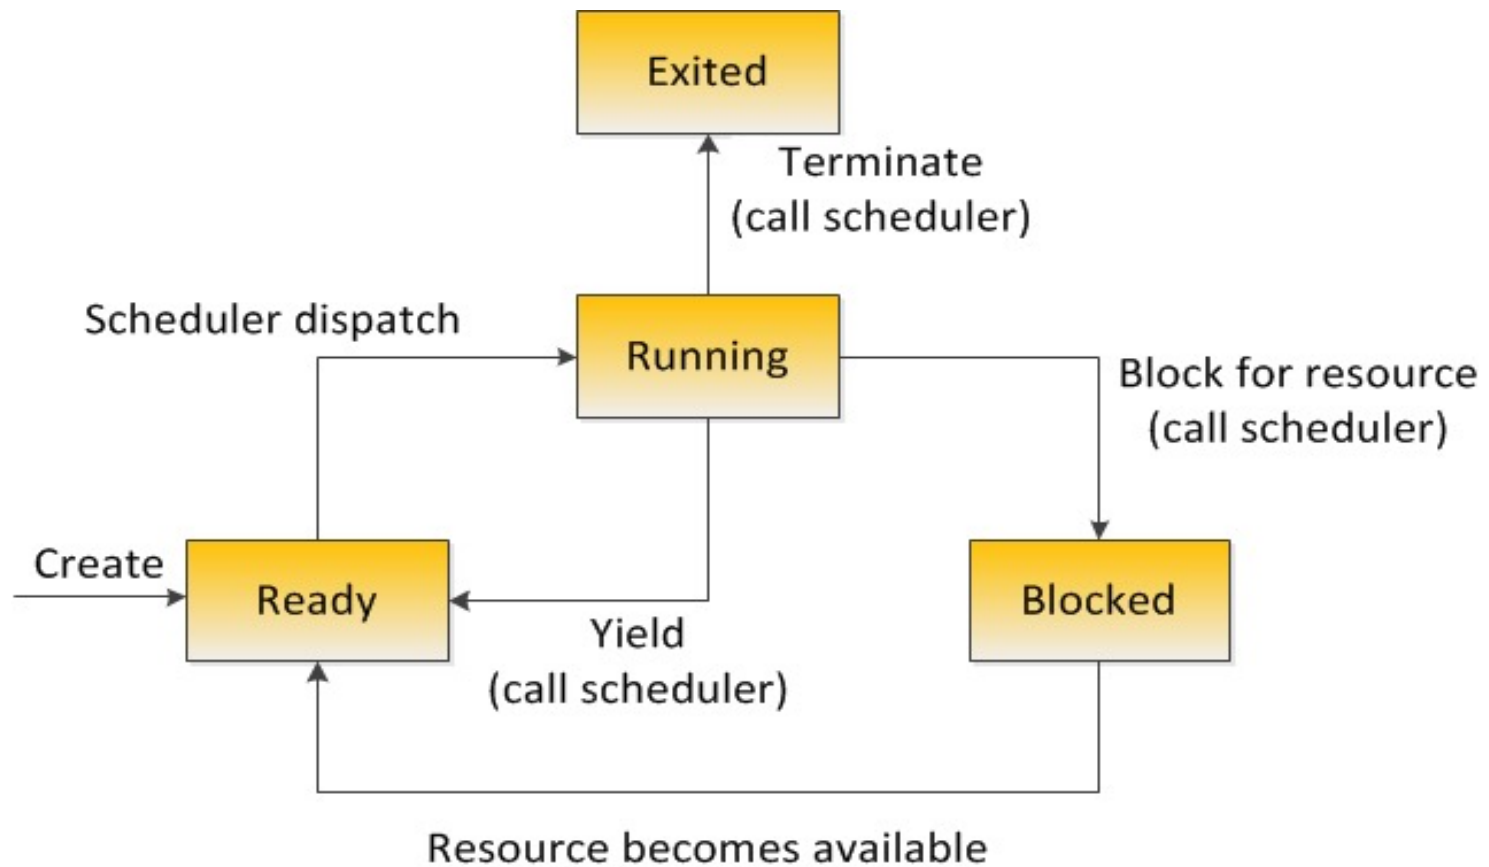 Exited
Terminate
(call scheduler)
Scheduler dispatch
Running
Block for resource
(call scheduler)
Create
Ready
Yield
(call scheduler)
Blocked
Resource becomes available